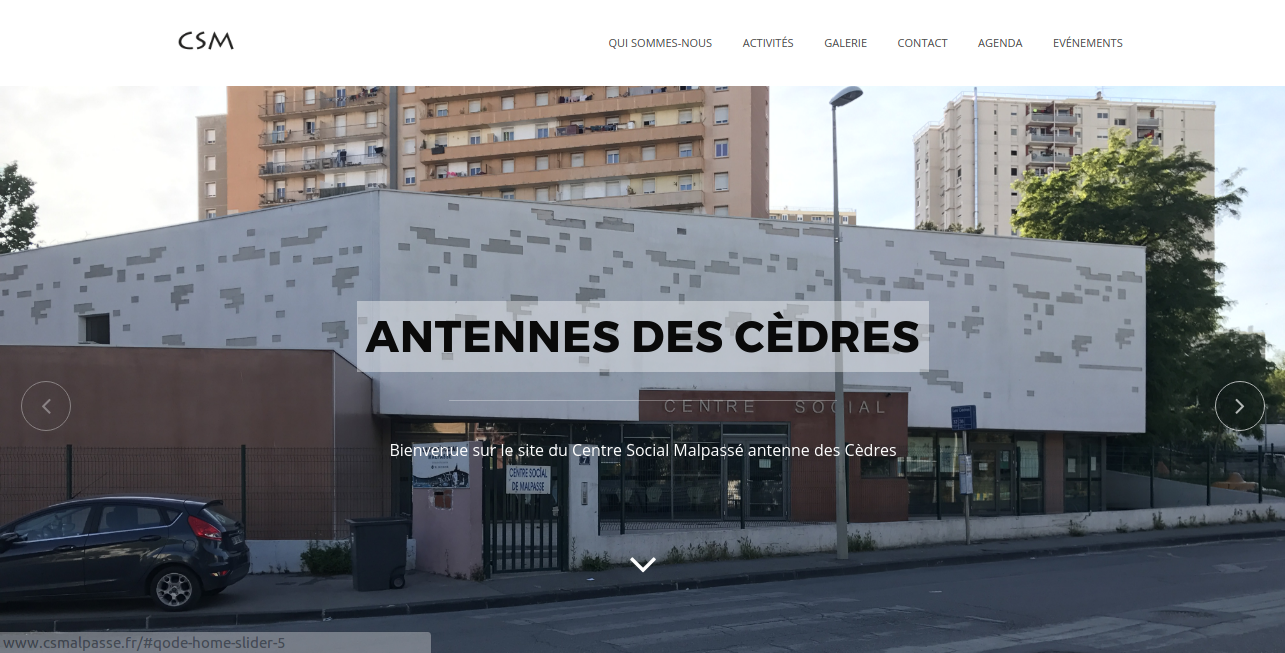 CSM
QUI SOMMES-NOUS ACTIVITÉS GALERIE CONTACT AGENDA EVÉNEMENTS
ANTENNES DES CÈDRES
CENTRE SOCIAL
Bienvenue sur le site du Centre Social Malpassé antenne des Cèdres
7
CENTRE SOCIAL
DE MALPASSE
www.csmalpasse.fr/#qode-home-slider-5